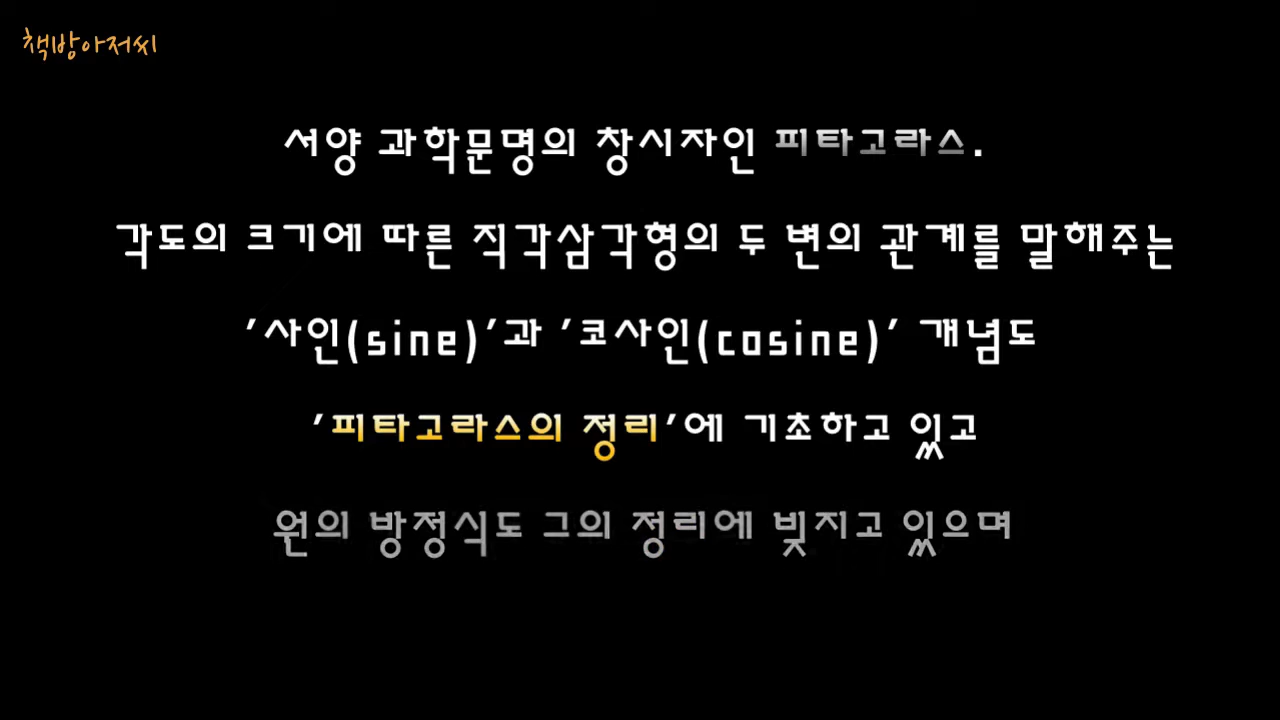 책방아저씨
서양 과학문명의 창시자인 피타고라스.
각도의 크기에 따른 직각삼각형의 두 변의 관계를 말해주는
'사인(sine)'과 '코사인(cosine)' 개념도
'피타고라스의 정리'에 기초하고 있고
원의 방정식도 그의 정리에 빚지고 있으며